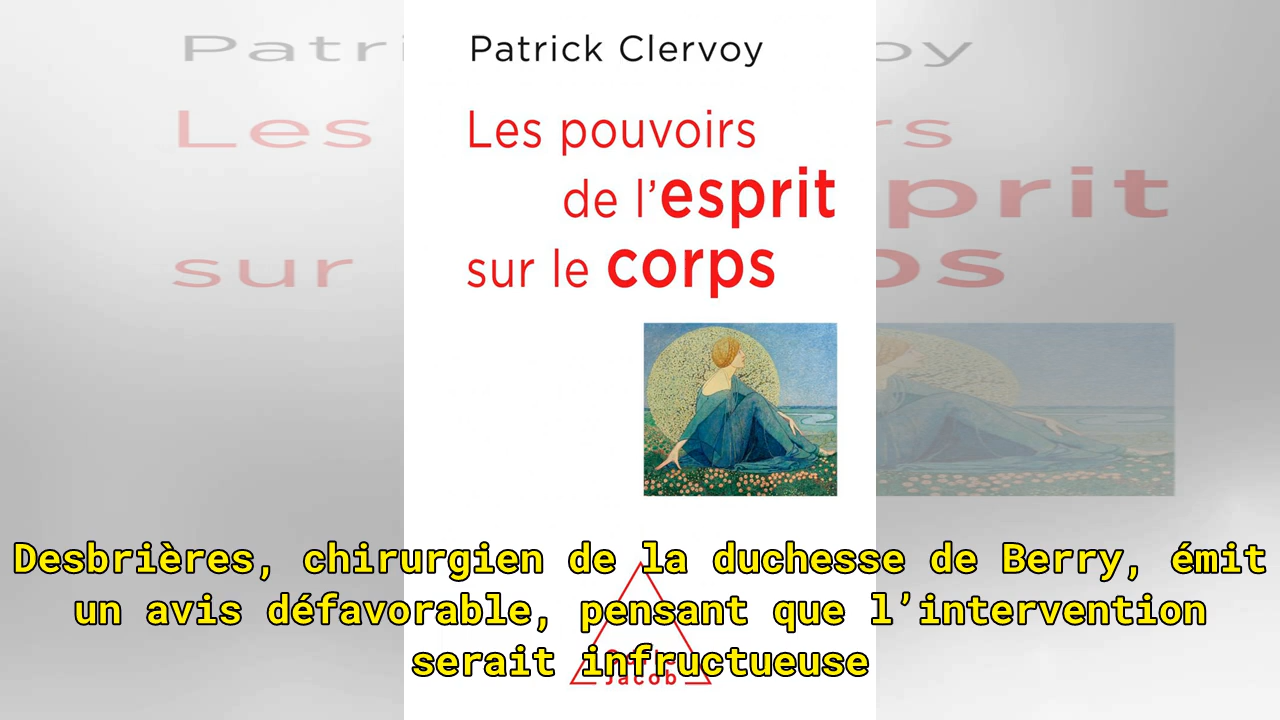 Patrick Clervoy
Les pouvoirs
de l’esprit
sur le corps
Desbrières, chirurgien de la duchesse de Berry, émit
un avis défavorable, pensant que l’intervention
serait infructueuse
Jacob